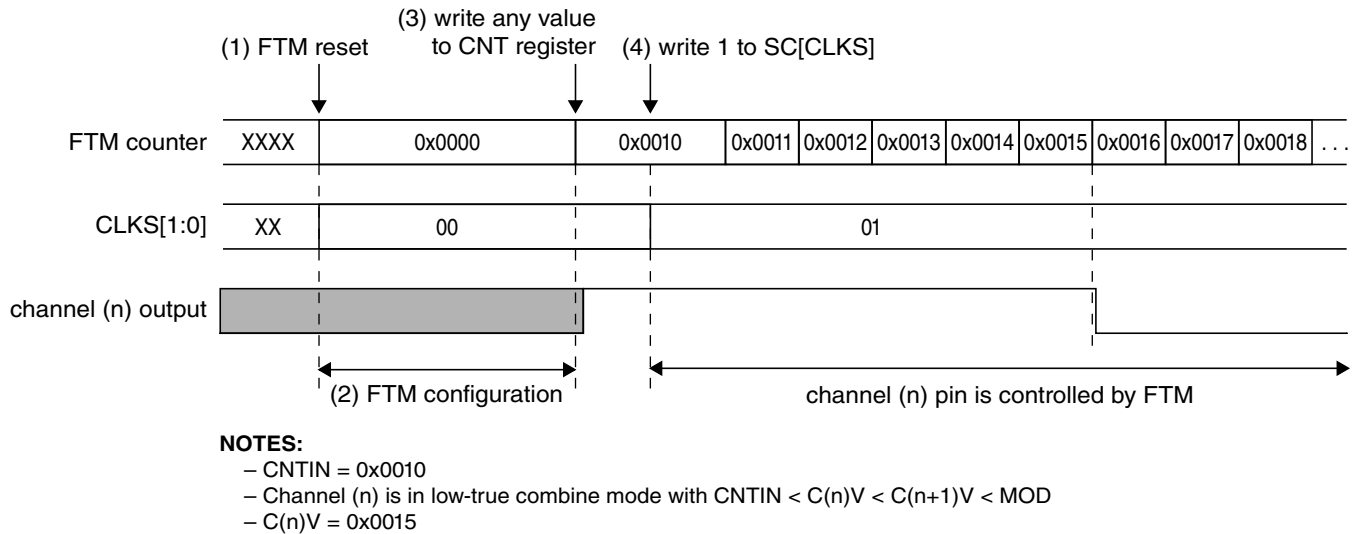 (3) write any value
(1) FTM reset
to CNT register
(4) write 1 to SC[CLKS]
FTM counter
XXXX
0x0000
0x0010
0x0011
0x0012
0x0013
0x0014
0x0015
0x0016
0x0017
0x0018
. . .
CLKS[1:0]
XX
00
01
channel (n) output
(2) FTM configuration
channel (n) pin is controlled by FTM
NOTES:
– CNTIN = 0x0010
– Channel (n) is in low-true combine mode with CNTIN < C(n)V < C(n+1)V < MOD
– C(n)V = 0x0015